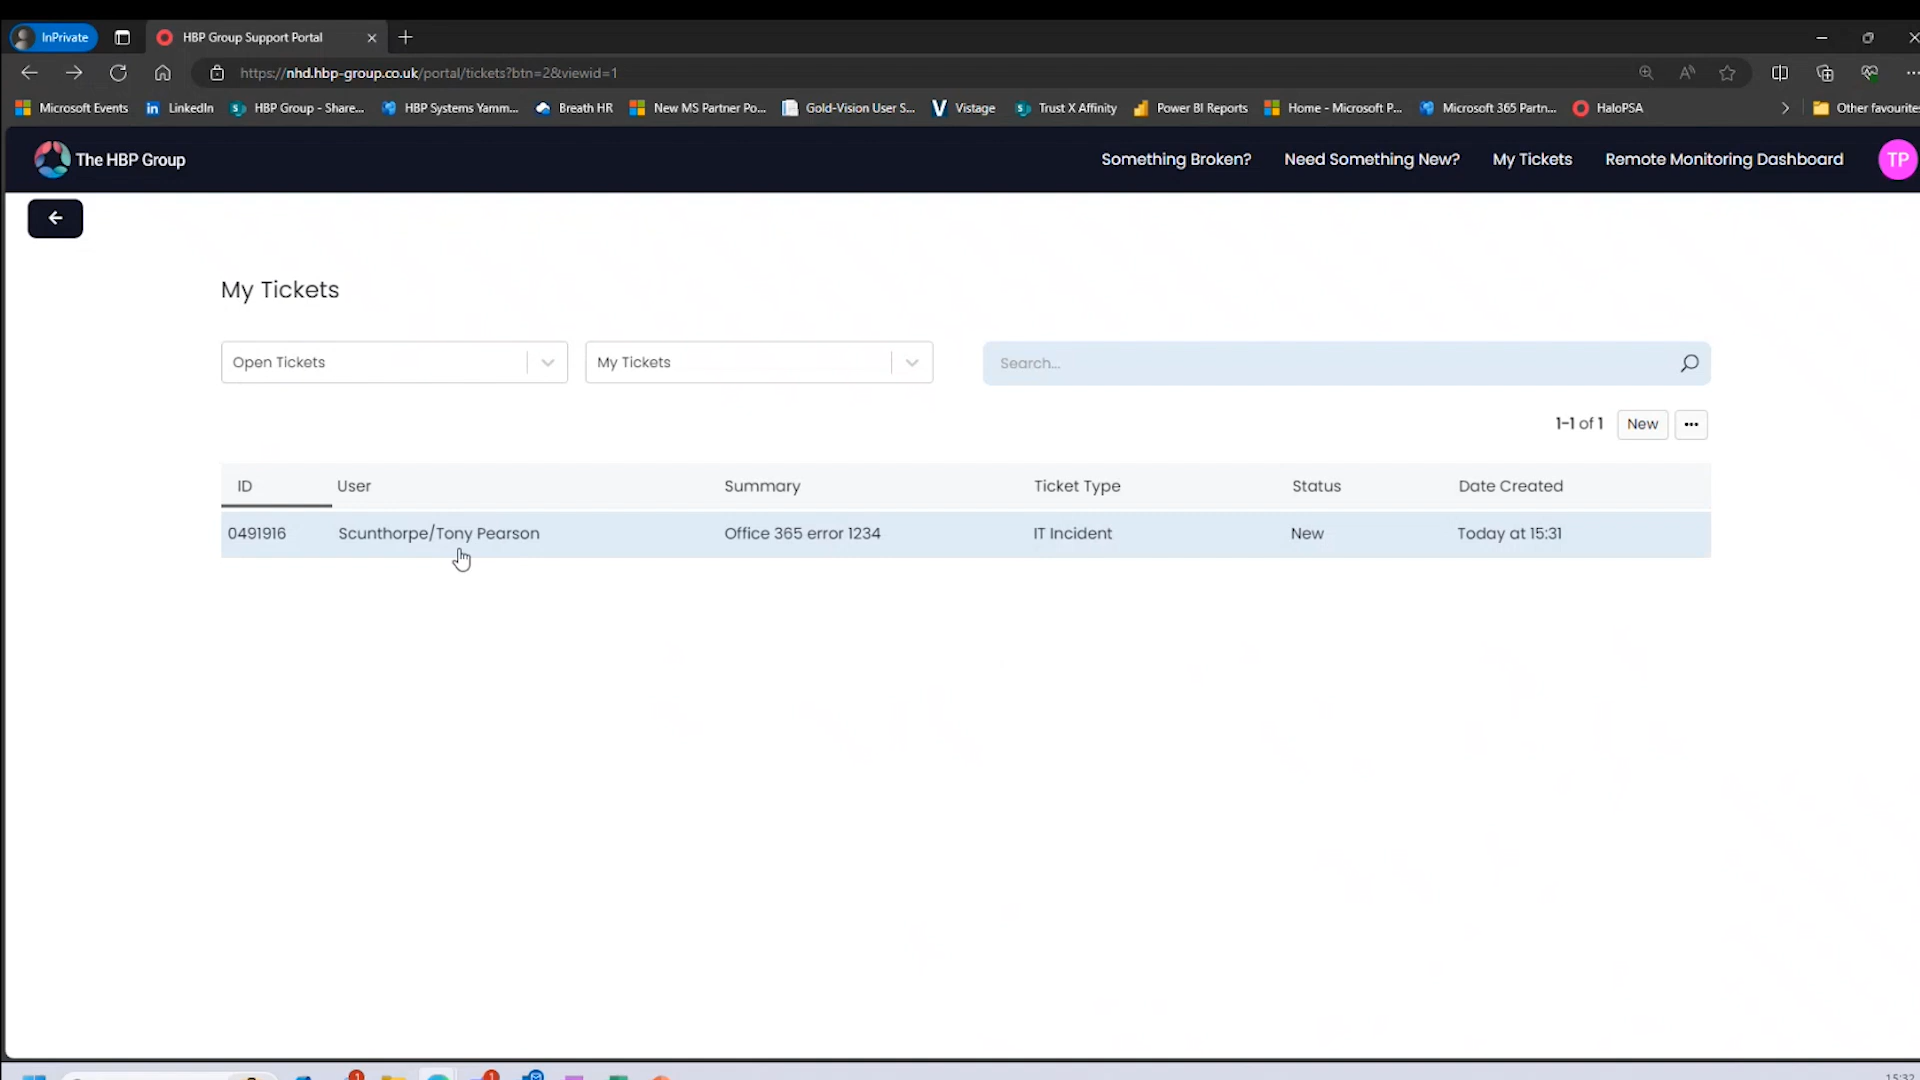 InPrivate
HBP Group Support Portal
https://nhd.hbp-group.co.uk/portal/tickets?btn=2&viewid=1
Microsoft Events
LinkedIn
HBP Group - Share...
HBP Systems Yamm...
Breath HR
New MS Partner Po...
Gold-Vision User S...
Vistage
Trust X Affinity
Power BI Reports
Home - Microsoft P...
Microsoft 365 Partn...
HaloPSA
Other favourites
The HBP Group
Something Broken?
Need Something New?
My Tickets
Remote Monitoring Dashboard
TP
My Tickets
Open Tickets
My Tickets
Search...
1-1 of 1
New
ID User Summary Ticket Type Status Date Created
0491916 Scunthorpe/Tony Pearson Office 365 error 1234 IT Incident New Today at 15:31
15:32